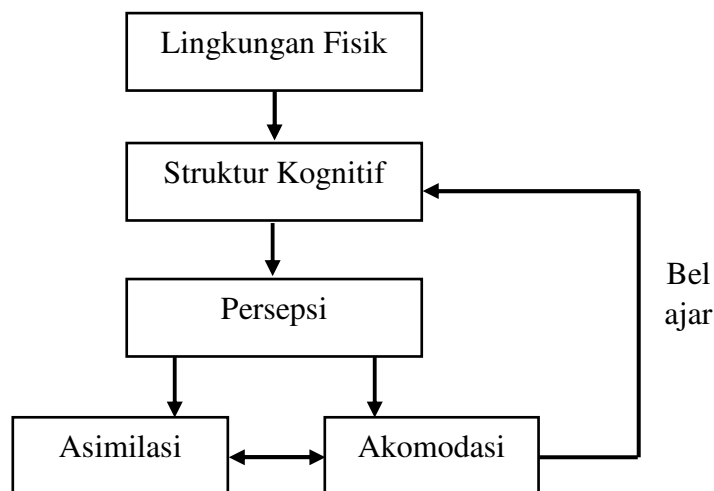 Lingkungan Fisik
Struktur Kognitif
Persepsi
Bel
ajar
Asimilasi
Akomodasi